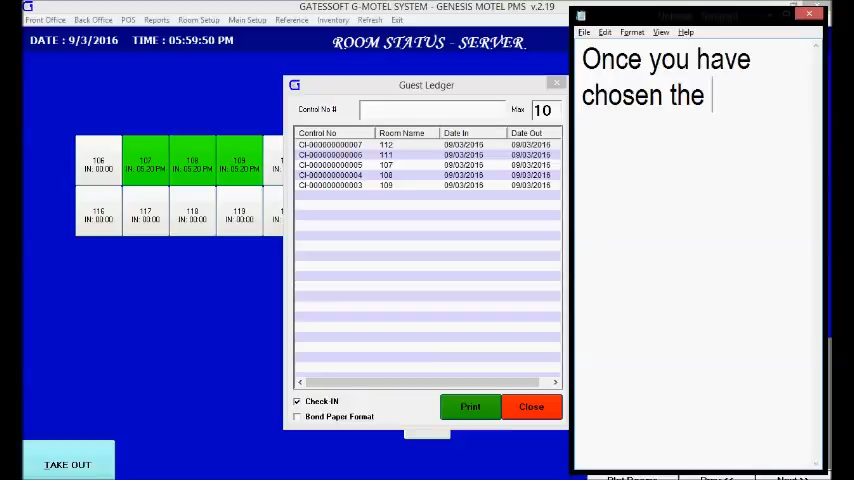 GATESSOFT G-MOTEL SYSTEM - GENESIS MOTEL PMS v.2.19
Front Office Back Office POS Reports Room Setup Main Setup Reference Inventory Refresh Exit
DATE : 9/3/2016 TIME : 05:59:50 PM ROOM STATUS - SERVER
106 107 108 109
IN: 00:00 IN: 05:20 PM IN: 05:20 PM IN: 05:20 PM
116 117 118 119
IN: 00:00 IN: 00:00 IN: 00:00 IN: 00:00
TAKE OUT
Guest Ledger
Control No # Max 10
Control No Room Name Date In Date Out
CI-000000000007 112 09/03/2016 09/03/2016
CI-000000000006 111 09/03/2016 09/03/2016
CI-000000000005 107 09/03/2016 09/03/2016
CI-000000000004 108 09/03/2016 09/03/2016
CI-000000000003 109 09/03/2016 09/03/2016
Check-IN
Bond Paper Format
Print Close
File Edit Format View Help
Once you have
chosen the